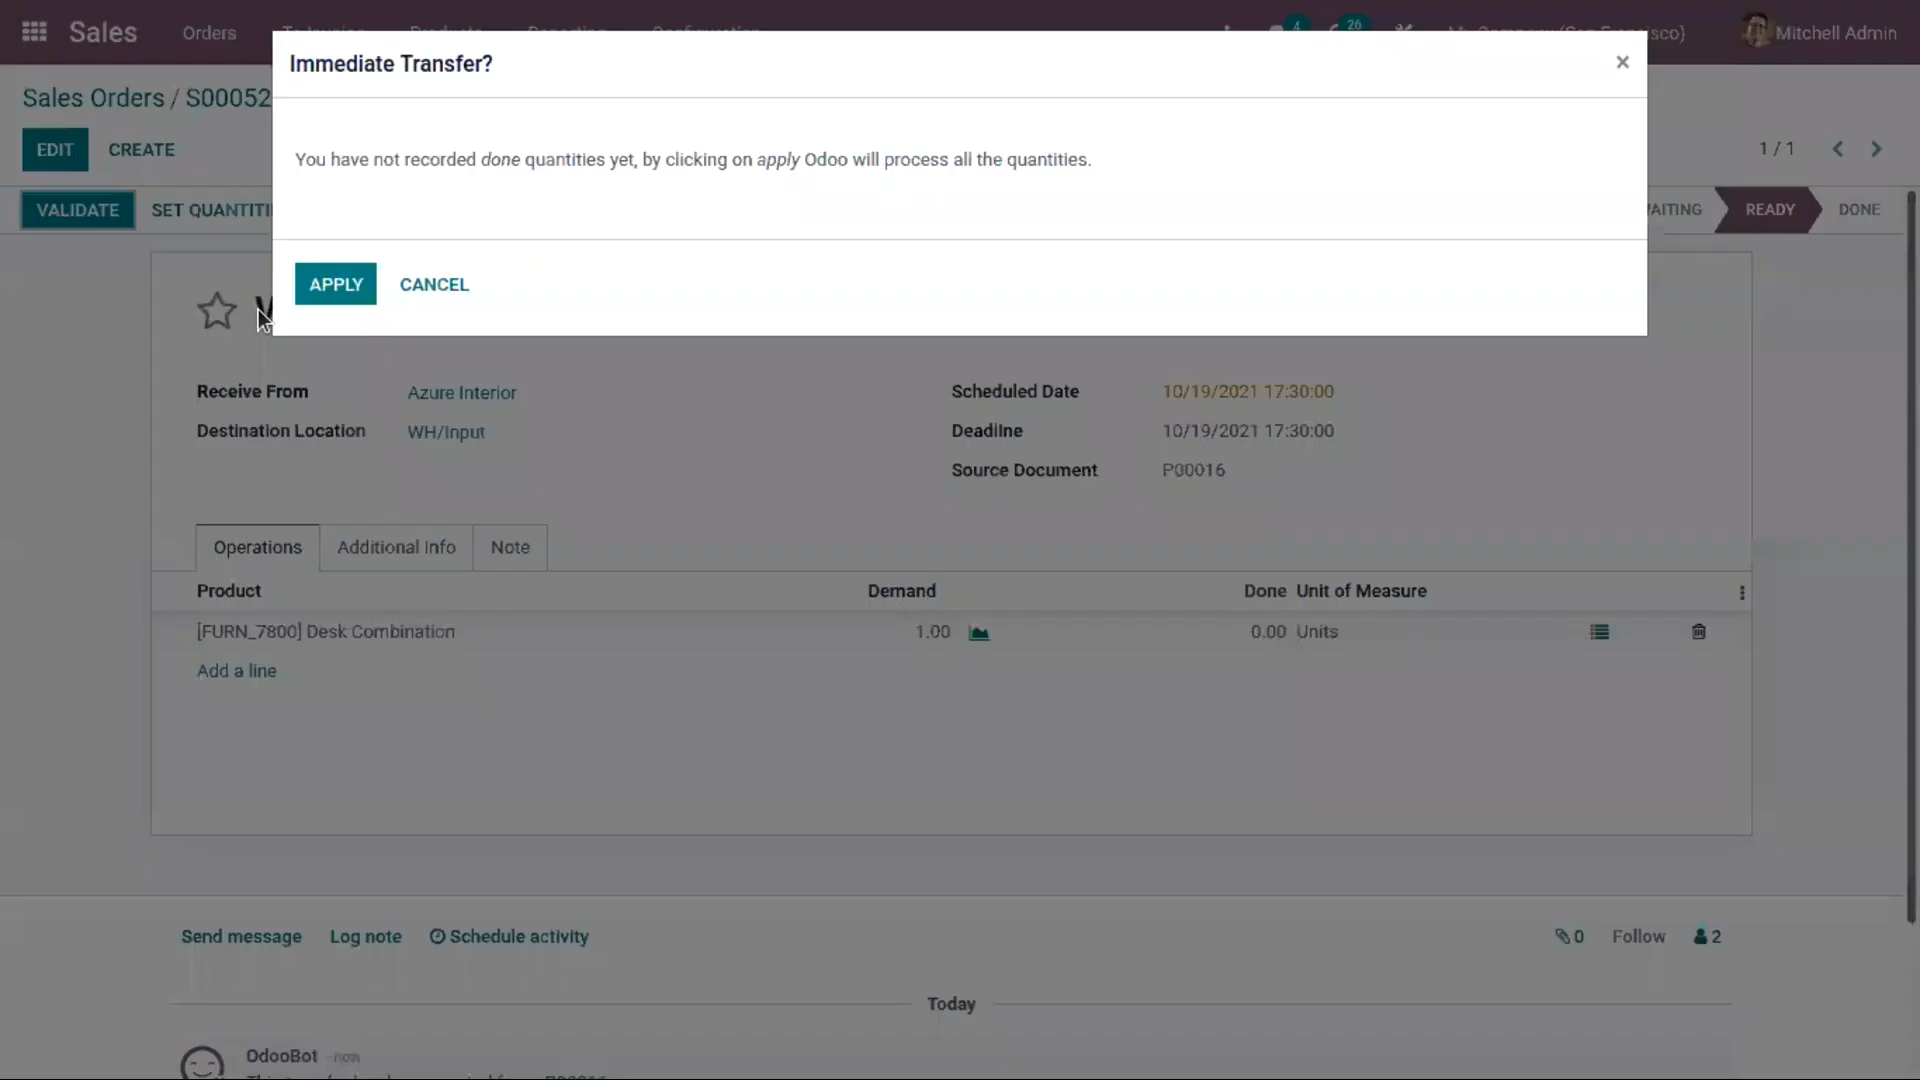 Sales Orders
4 26
Mitchell Admin
Immediate Transfer? ×
Sales Orders / S00052
EDIT CREATE
1 / 1
You have not recorded done quantities yet, by clicking on apply Odoo will process all the quantities.
VALIDATE SET QUANTITI
AITING READY DONE
APPLY CANCEL
Receive From Azure Interior Scheduled Date 10/19/2021 17:30:00
Destination Location WH/Input Deadline 10/19/2021 17:30:00
Source Document P00016
Operations Additional Info Note
Product Demand Done Unit of Measure
[FURN_7800] Desk Combination 1.00 0.00 Units
Add a line
Send message Log note Schedule activity 0 Follow 2
Today
OdooBot - now